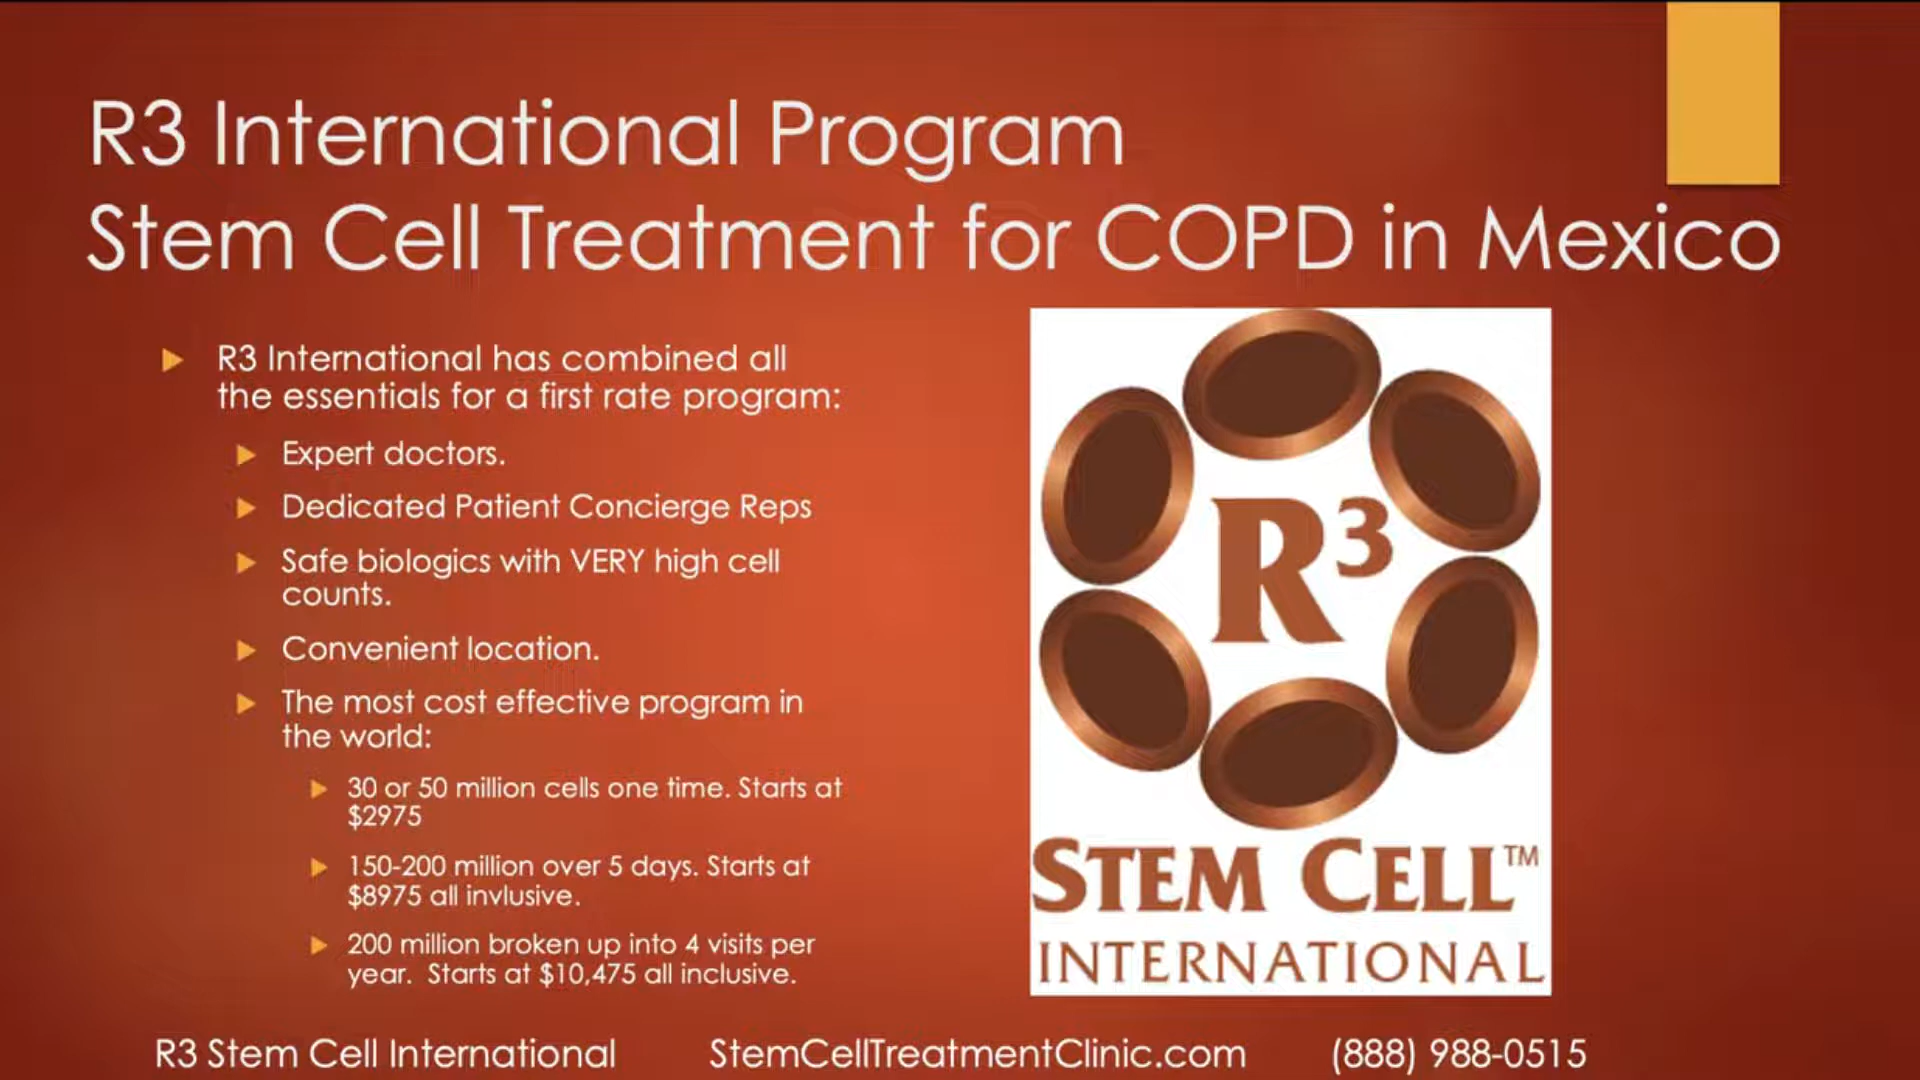 R3 International Program
Stem Cell Treatment for COPD in Mexico
R3 International has combined all
the essentials for a first rate program:
Expert doctors.
Dedicated Patient Concierge Reps
Safe biologics with VERY high cell
counts.
Convenient location.
The most cost effective program in
the world:
30 or 50 million cells one time. Starts at
$2975
150-200 million over 5 days. Starts at
$8975 all invlusive.
200 million broken up into 4 visits per
year.  Starts at $10,475 all inclusive.
R³
STEM CELL™
INTERNATIONAL
R3 Stem Cell International
StemCellTreatmentClinic.com
(888) 988-0515